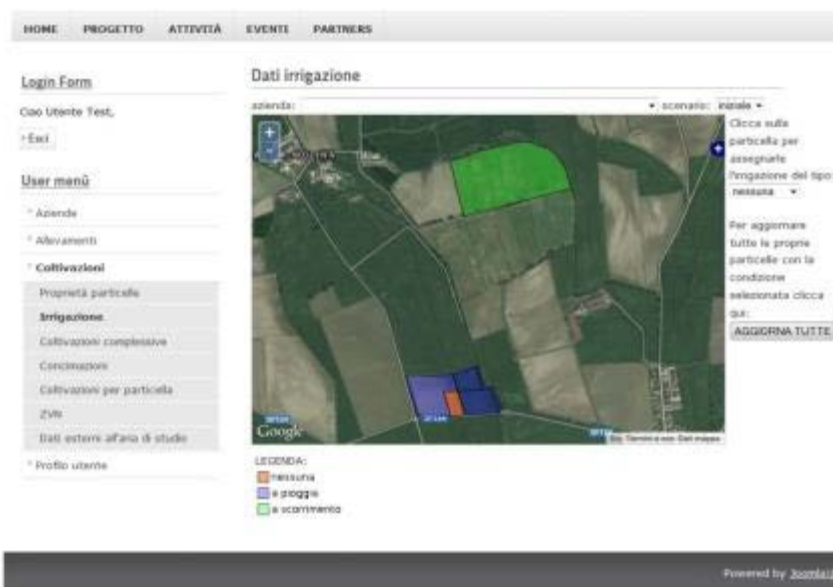 HOME PROGETTO ATTIVITÀ EVENTI PARTNERS
Login Form
Ciao Utente Test,
Esci
User menù
Aziende
Allevamenti
Coltivazioni
Proprietà particelle
Irrigazione
Coltivazioni complessive
Concimazioni
Coltivazioni per particella
ZVN
Dati esterni all'aria di studio
Profilo utente
Dati irrigazione
azienda: scenario: iniziale
+
-
Google
Clicca sulla
particella per
assegnarle
l'irrigazione del tipo
nessuna
Per aggiornare
tutte le proprie
particelle con la
condizione
selezionata clicca
qui:
AGGIORNA TUTTE
LEGENDA:
nessuna
a pioggia
a scorrimento
Powered by Joomla!